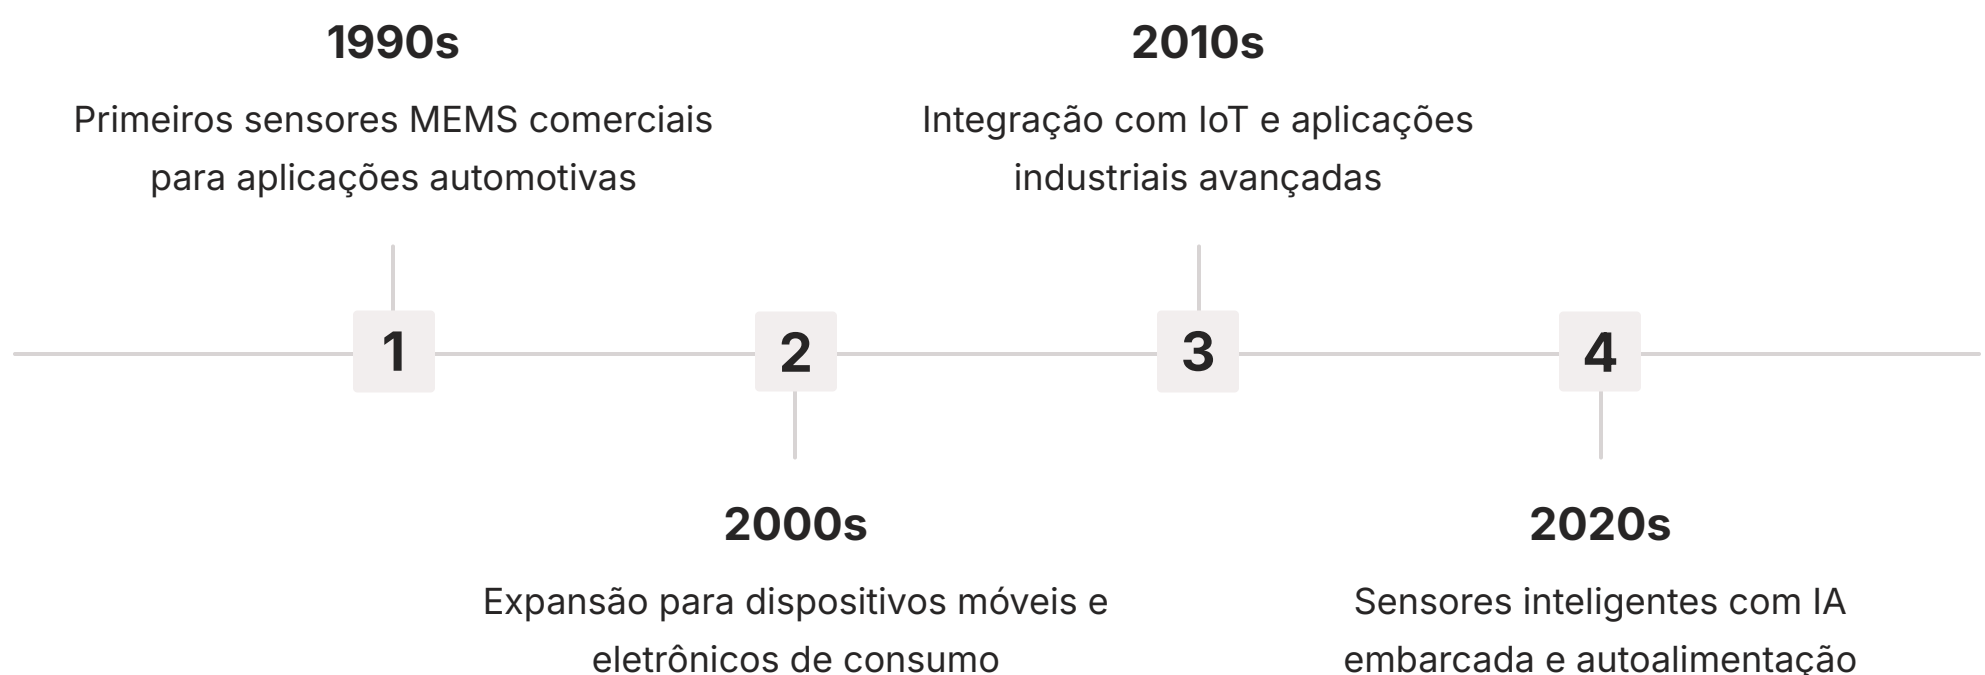 1990s
Primeiros sensores MEMS comerciais
para aplicações automotivas
2010s
Integração com IoT e aplicações
industriais avançadas
1
2
3
4
2000s
Expansão para dispositivos móveis e
eletrônicos de consumo
2020s
Sensores inteligentes com IA
embarcada e autoalimentação